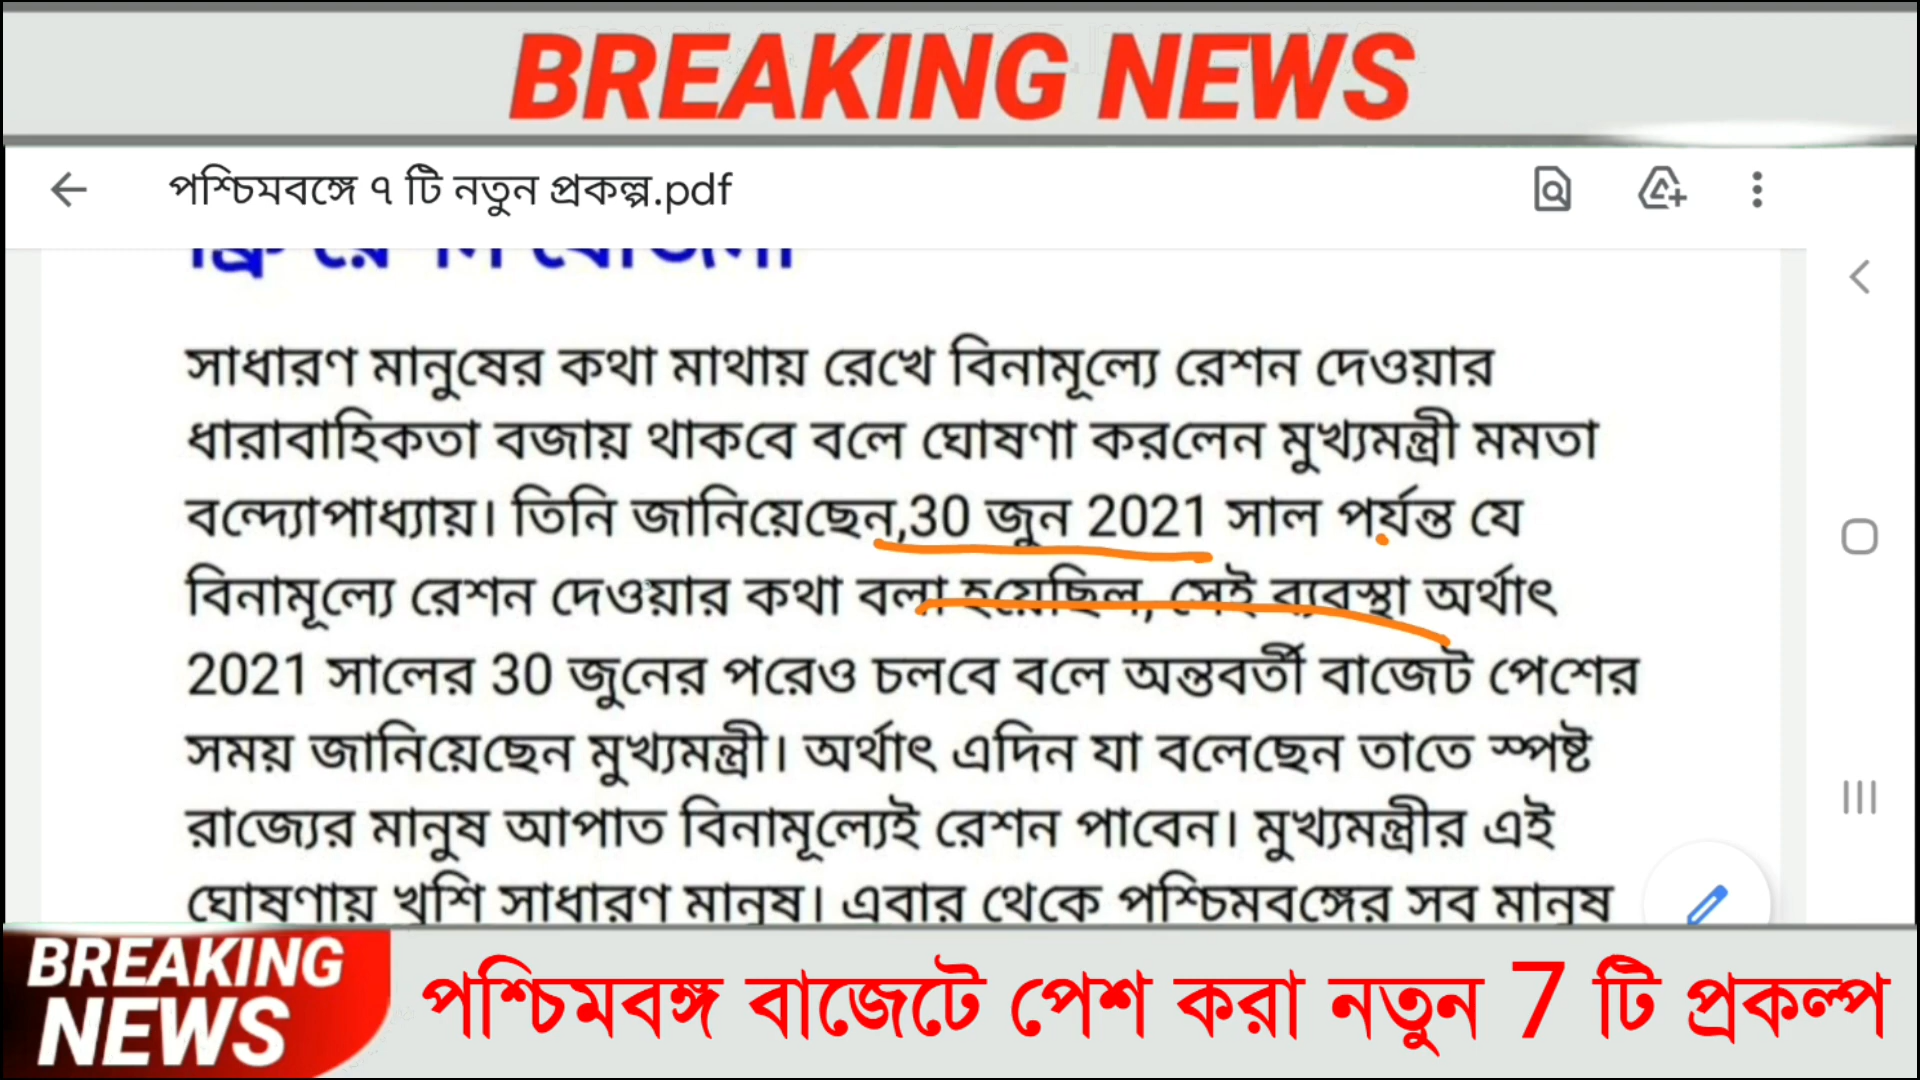 BREAKING NEWS
পশ্চিমবঙ্গে ৭ টি নতুন প্রকল্প.pdf
সাধারণ মানুষের কথা মাথায় রেখে বিনামূল্যে রেশন দেওয়ার
ধারাবাহিকতা বজায় থাকবে বলে ঘোষণা করলেন মুখ্যমন্ত্রী মমতা
বন্দ্যোপাধ্যায়। তিনি জানিয়েছেন,30 জুন 2021 সাল পর্যন্ত যে
বিনামূল্যে রেশন দেওয়ার কথা বলা হয়েছিল, সেই ব্যবস্থা অর্থাৎ
2021 সালের 30 জুনের পরেও চলবে বলে অন্তবর্তী বাজেট পেশের
সময় জানিয়েছেন মুখ্যমন্ত্রী। অর্থাৎ এদিন যা বলেছেন তাতে স্পষ্ট
রাজ্যের মানুষ আপাত বিনামূল্যেই রেশন পাবেন। মুখ্যমন্ত্রীর এই
ঘোষণায় খুশি সাধারণ মানুষ। এবার থেকে পশ্চিমবঙ্গের সব মানুষ
BREAKING
NEWS
পশ্চিমবঙ্গ বাজেটে পেশ করা নতুন 7 টি প্রকল্প